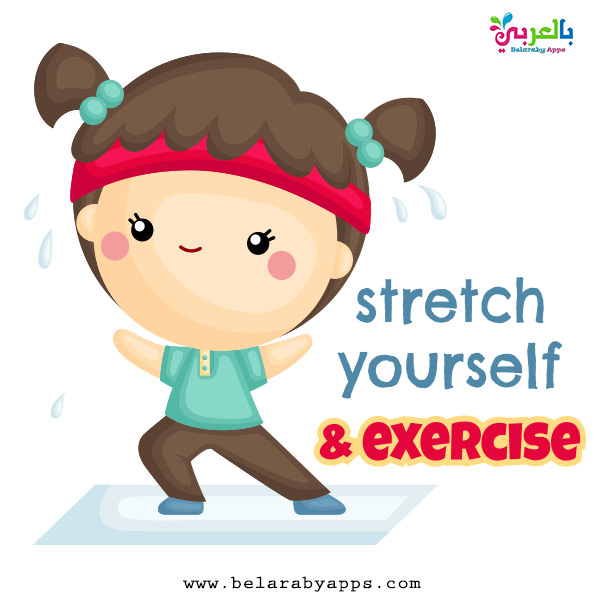 بالعربي
Belaraby Apps
stretch
yourself
& exercise
www.belarabyapps.com